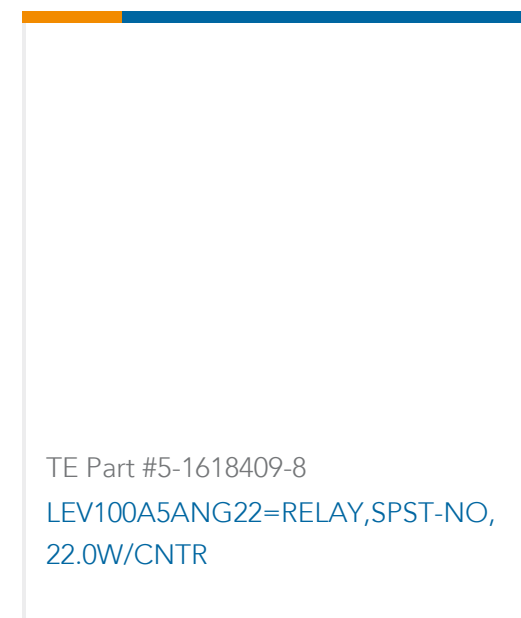 TE Part #5-1618409-8
LEV100A5ANG22=RELAY,SPST-NO,
22.0W/CNTR